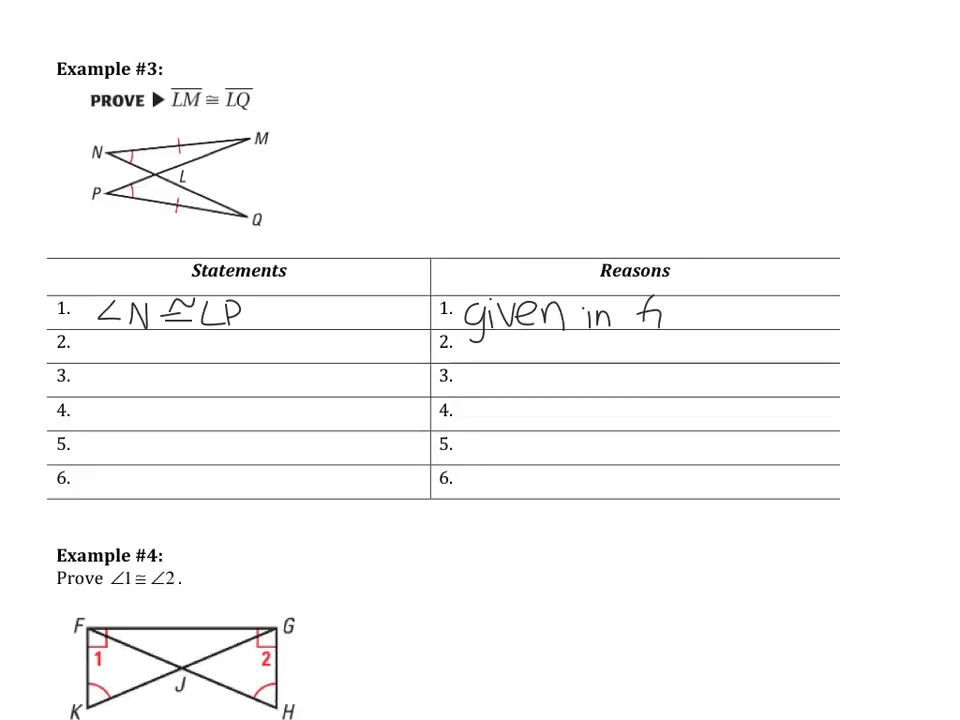 Example #3:
PROVE ▶ LM ≅ LQ
N
M
L
P
Q
Statements Reasons
1. ∠N ≅ ∠P 1. given in
2. 2.
3. 3.
4. 4.
5. 5.
6. 6.
Example #4:
Prove ∠1 ≅ ∠2.
F G
1 2
J
K H